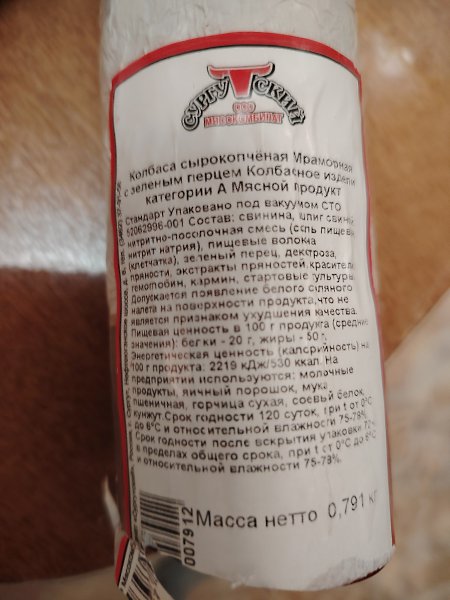 СУРГУТСКИЙ
ООО
МЯСОКОМБИНАТ
Колбаса сырокопчёная Мраморная
с зеленым перцем Колбасное изделие
категории А Мясной продукт
Стандарт Упаковано под вакуумом СТО
52062996-001 Состав: свинина, шпиг свиной,
нитритно-посолочная смесь (соль пищевая,
нитрит натрия), пищевые волокна
(клетчатка), зеленый перец, декстроза,
пряности, экстракты пряностей, красители
гемоглобин, кармин, стартовые культуры.
Допускается появление белого соляного
налета на поверхности продукта, что не
является признаком ухудшения качества.
Пищевая ценность в 100 г продукта (средние
значения): белки - 20 г, жиры - 50 г.
Энергетическая ценность (калорийность) на
100 г продукта: 2219 кДж/530 ккал. На
предприятии используются: молочные
продукты, яичный порошок, мука
пшеничная, горчица сухая, соевый белок,
кунжут. Срок годности 120 суток, при t от 0°С
до 6°С и относительной влажности 75-78%.
Срок годности после вскрытия упаковки
в пределах общего срока, при t от 0°С до 6°С
и относительной влажности 75-78%.
007912
Масса нетто 0,791 кг